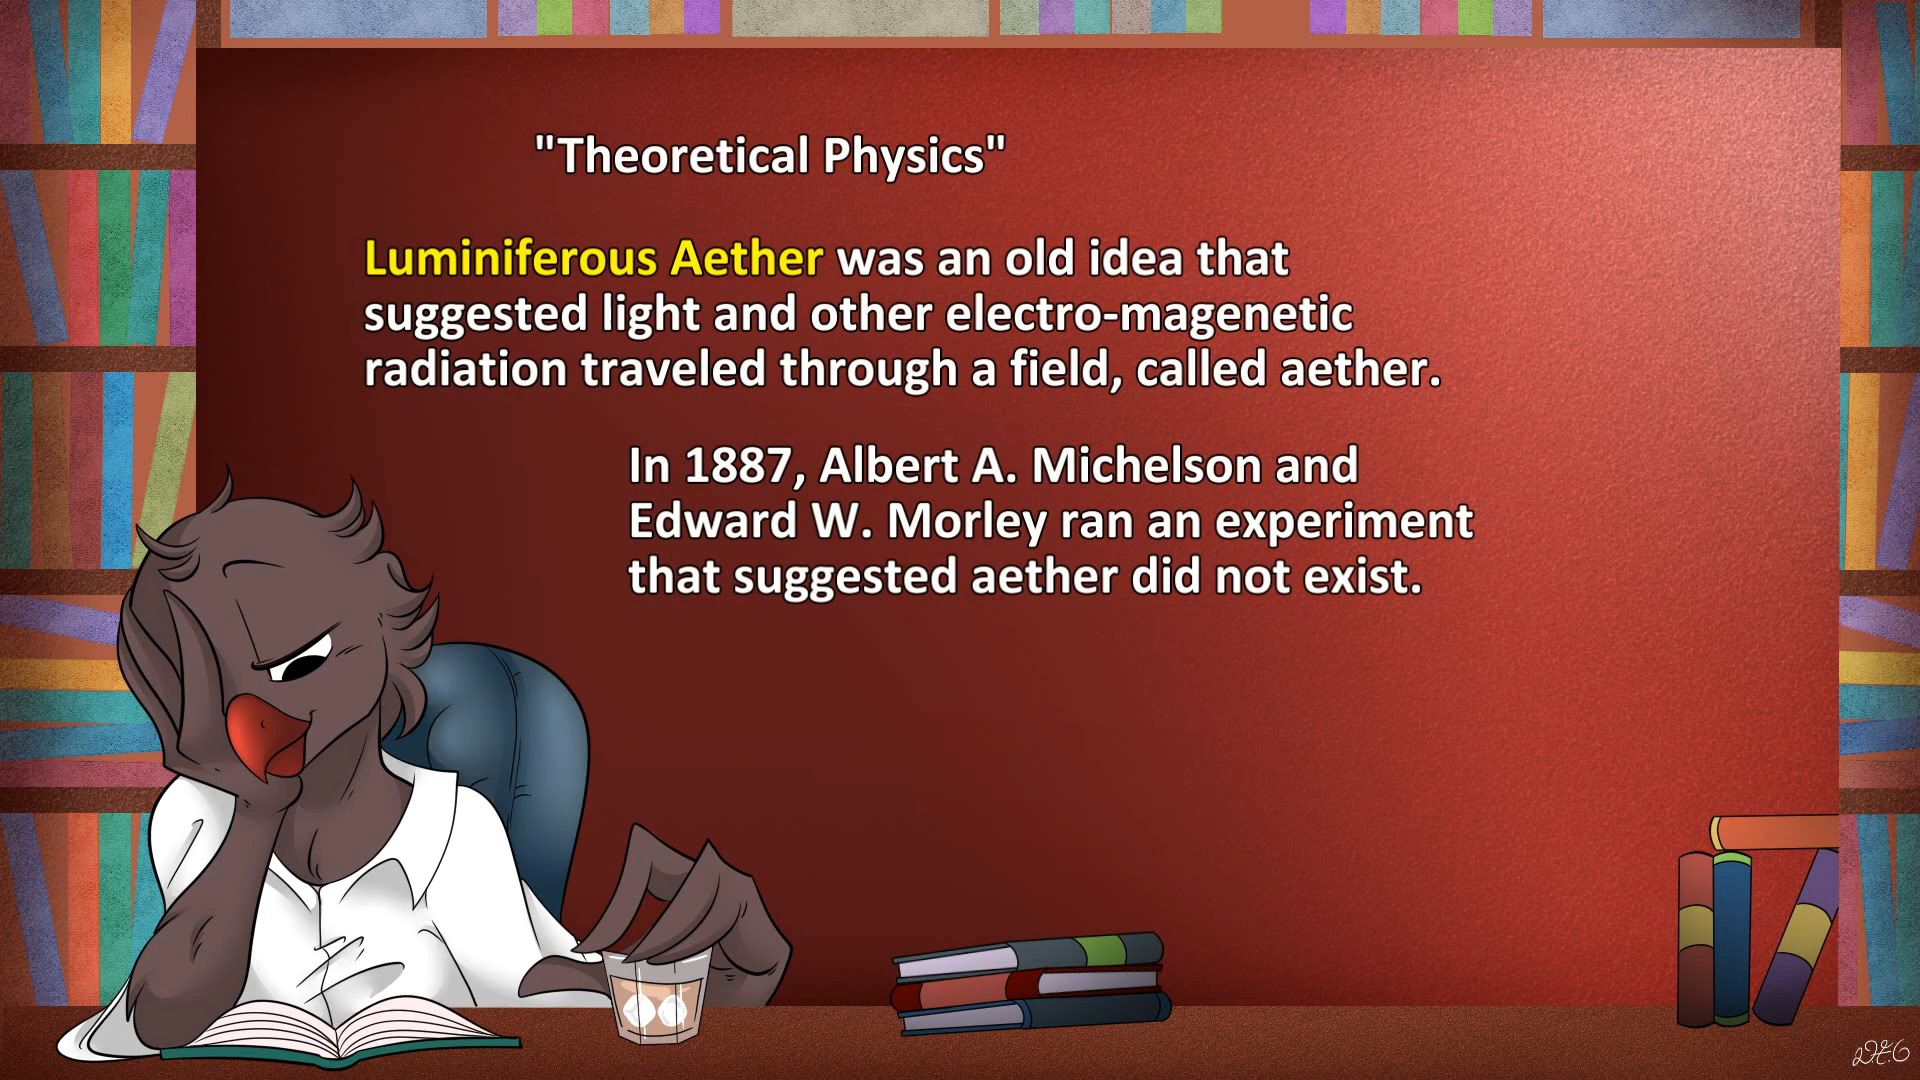 "Theoretical Physics"
Luminiferous Aether was an old idea that
suggested light and other electro-magenetic
radiation traveled through a field, called aether.
In 1887, Albert A. Michelson and
Edward W. Morley ran an experiment
that suggested aether did not exist.